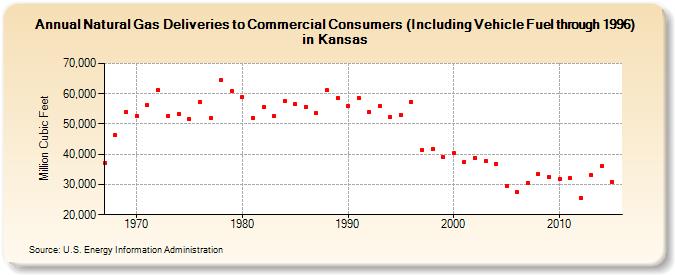 Annual Natural Gas Deliveries to Commercial Consumers (Including Vehicle Fuel through 1996)
in Kansas
Million Cubic Feet
70,000
60,000
50,000
40,000
30,000
20,000
1970
1980
1990
2000
2010
Source: U.S. Energy Information Administration